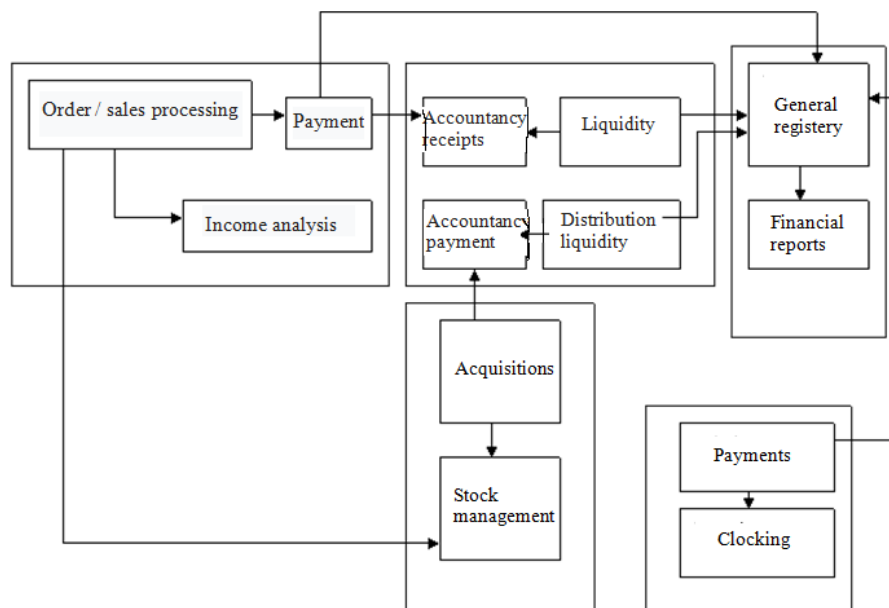 Order / sales processing
Payment
Income analysis
Accountancy
receipts
Liquidity
Accountancy
payment
Distribution
liquidity
General
registery
Financial
reports
Acquisitions
Stock
management
Payments
Clocking